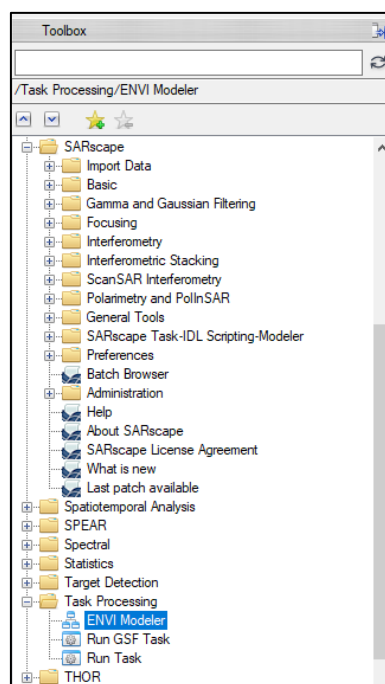 Toolbox
/Task Processing/ENVI Modeler
SARscape
Import Data
Basic
Gamma and Gaussian Filtering
Focusing
Interferometry
Interferometric Stacking
ScanSAR Interferometry
Polarimetry and PolInSAR
General Tools
SARscape Task-IDL Scripting-Modeler
Preferences
Batch Browser
Administration
Help
About SARscape
SARscape License Agreement
What is new
Last patch available
Spatiotemporal Analysis
SPEAR
Spectral
Statistics
Target Detection
Task Processing
ENVI Modeler
Run GSF Task
Run Task
THOR